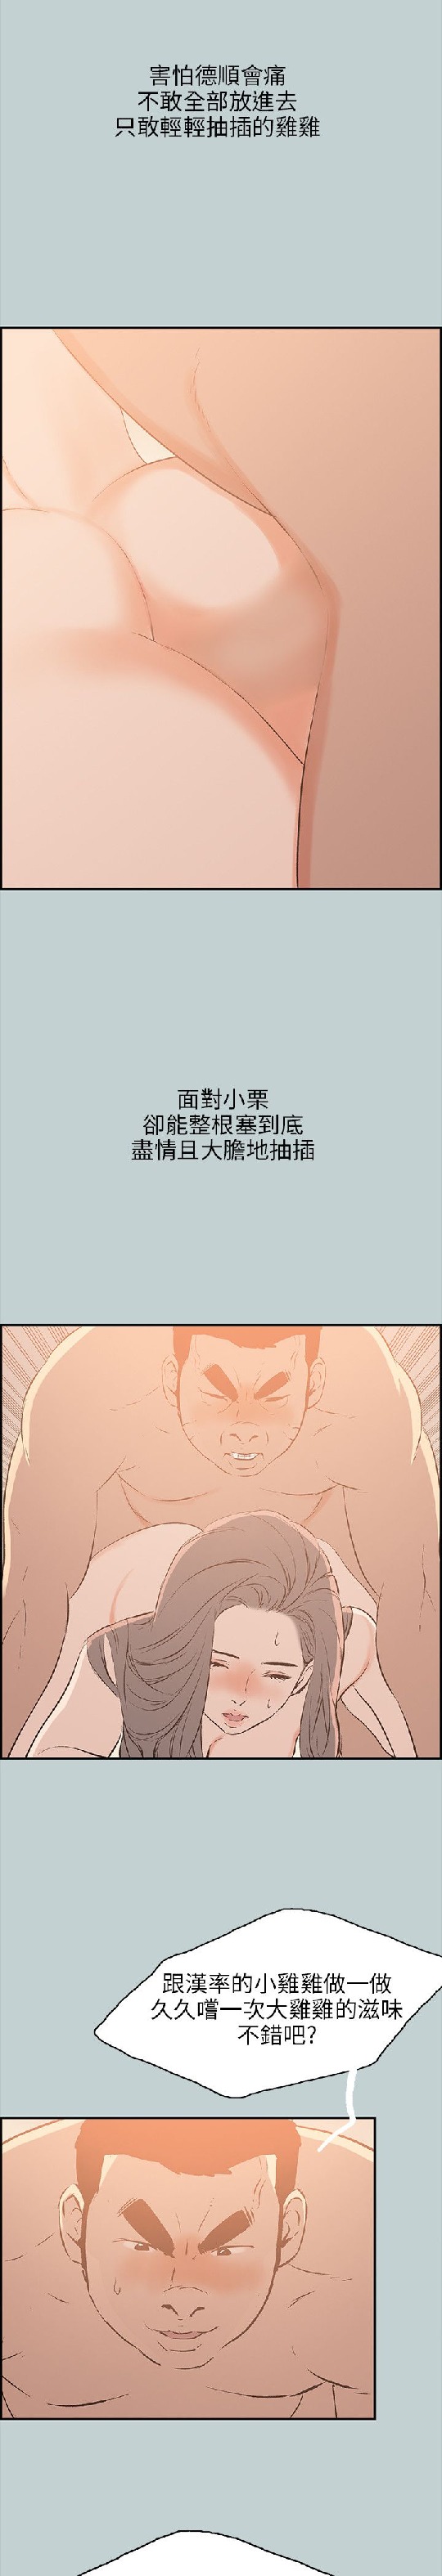 害怕德順會痛
不敢全部放進去
只敢輕輕抽插的雞雞
面對小栗
卻能整根塞到底
盡情且大膽地抽插
跟漢率的小雞雞做一做
久久嚐一次大雞雞的滋味
不錯吧?